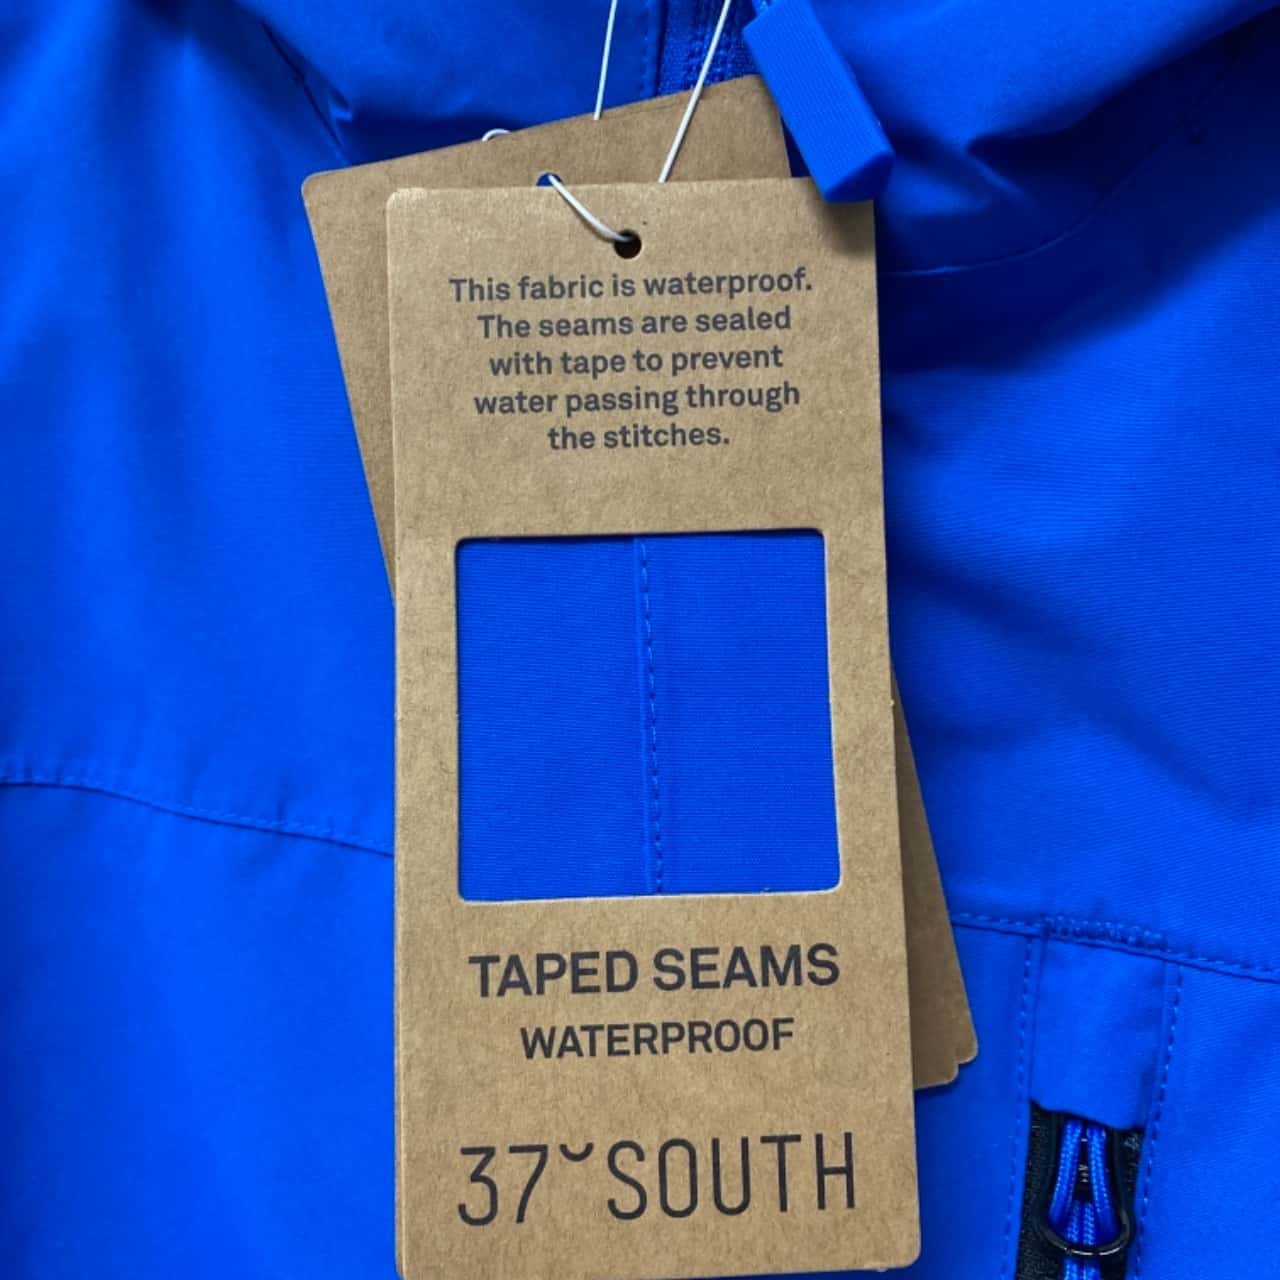 This fabric is waterproof.
The seams are sealed
with tape to prevent
water passing through
the stitches.
TAPED SEAMS
WATERPROOF
37˘SOUTH